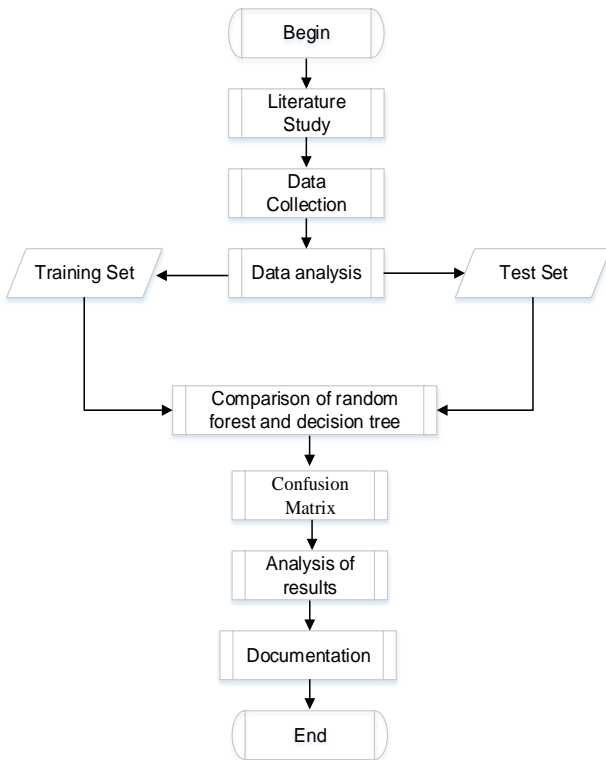 Begin
Literature
Study
Data
Collection
Training Set
Data analysis
Test Set
Comparison of random
forest and decision tree
Confusion
Matrix
Analysis of
results
Documentation
End